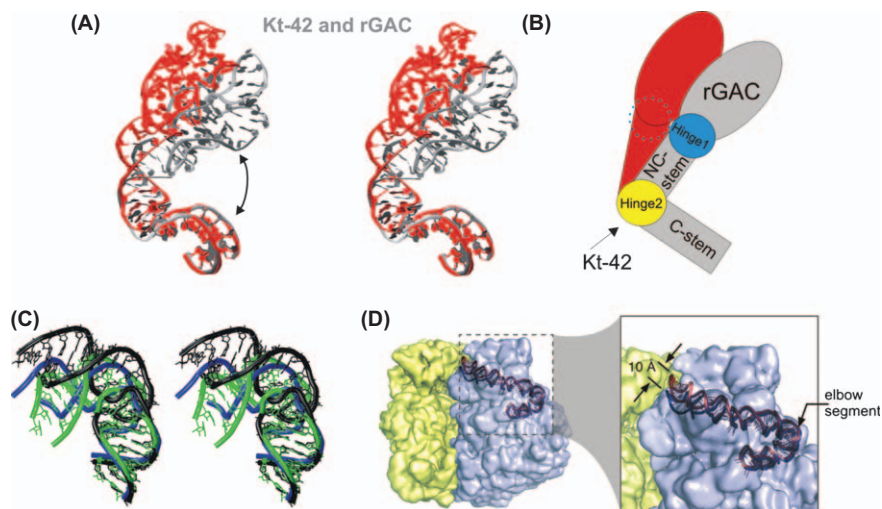 (A)
Kt-42 and rGAC
(B)
rGAC
Hinge1
NC-
stem
Hinge2
C-stem
Kt-42
(C)
(D)
10 Å
elbow
segment